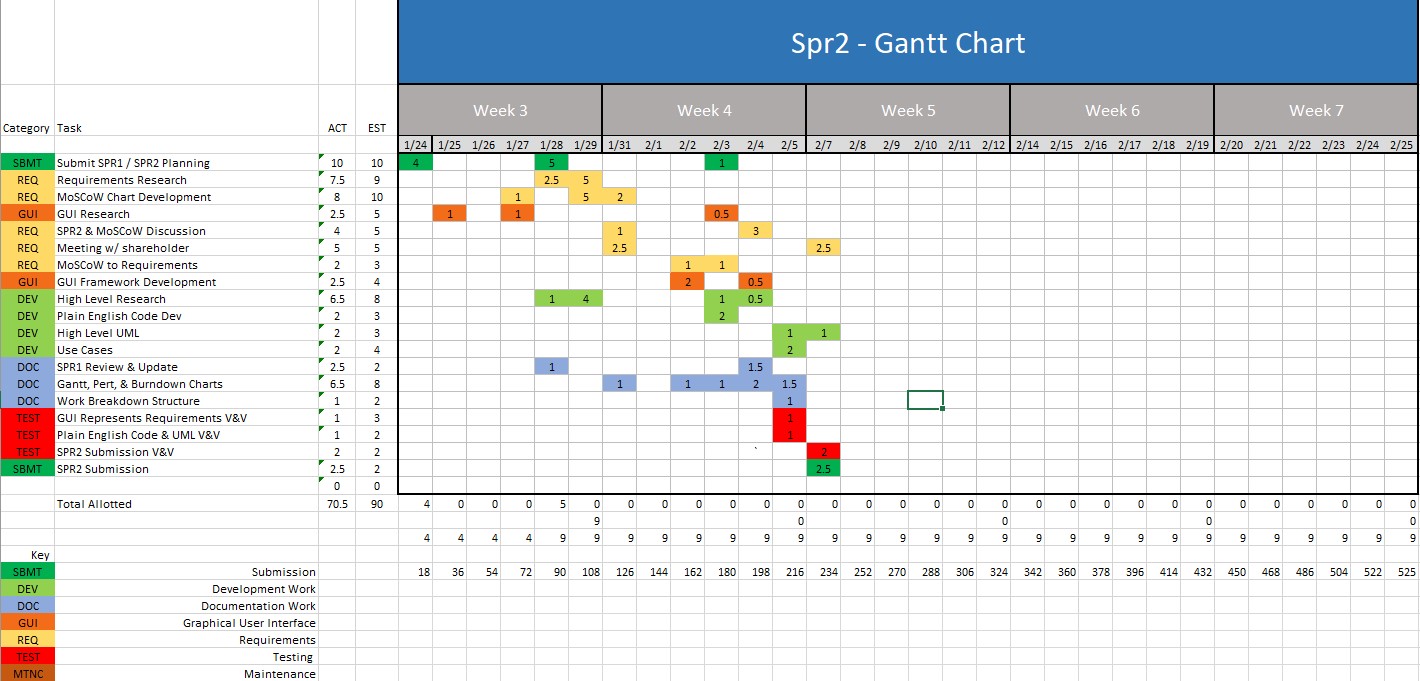 Spr2 - Gantt Chart
Week 3 Week 4 Week 5 Week 6 Week 7
Category Task ACT EST
1/24 1/25 1/26 1/27 1/28 1/29 1/31 2/1 2/2 2/3 2/4 2/5 2/7 2/8 2/9 2/10 2/11 2/12 2/14 2/15 2/16 2/17 2/18 2/19 2/20 2/21 2/22 2/23 2/24 2/25
SBMT Submit SPR1 / SPR2 Planning 10 10 4 5 1
REQ Requirements Research 7.5 9 2.5 5
REQ MoSCoW Chart Development 8 10 1 5 2
GUI GUI Research 2.5 5 1 1 0.5
REQ SPR2 & MoSCoW Discussion 4 5 1 3
REQ Meeting w/ shareholder 5 5 2.5 2.5
REQ MoSCoW to Requirements 2 3 1 1
GUI GUI Framework Development 2.5 4 2 0.5
DEV High Level Research 6.5 8 1 4 1 0.5
DEV Plain English Code Dev 2 3 2
DEV High Level UML 2 3 1 1
DEV Use Cases 2 4 2
DOC SPR1 Review & Update 2.5 2 1 1.5
DOC Gantt, Pert, & Burndown Charts 6.5 8 1 1 1 2 1.5
DOC Work Breakdown Structure 1 2 1
TEST GUI Represents Requirements V&V 1 3 1
TEST Plain English Code & UML V&V 1 2 1
TEST SPR2 Submission V&V 2 2 ` 2
SBMT SPR2 Submission 2.5 2 2.5
0 0
Total Allotted 70.5 90 4 0 0 0 5 0 0 0 0 0 0 0 0 0 0 0 0 0 0 0 0 0 0 0 0 0 0 0 0 0
9 0 0 0 0
4 4 4 4 9 9 9 9 9 9 9 9 9 9 9 9 9 9 9 9 9 9 9 9 9 9 9 9 9 9
Key
SBMT Submission 18 36 54 72 90 108 126 144 162 180 198 216 234 252 270 288 306 324 342 360 378 396 414 432 450 468 486 504 522 525
DEV Development Work
DOC Documentation Work
GUI Graphical User Interface
REQ Requirements
TEST Testing
MTNC Maintenance